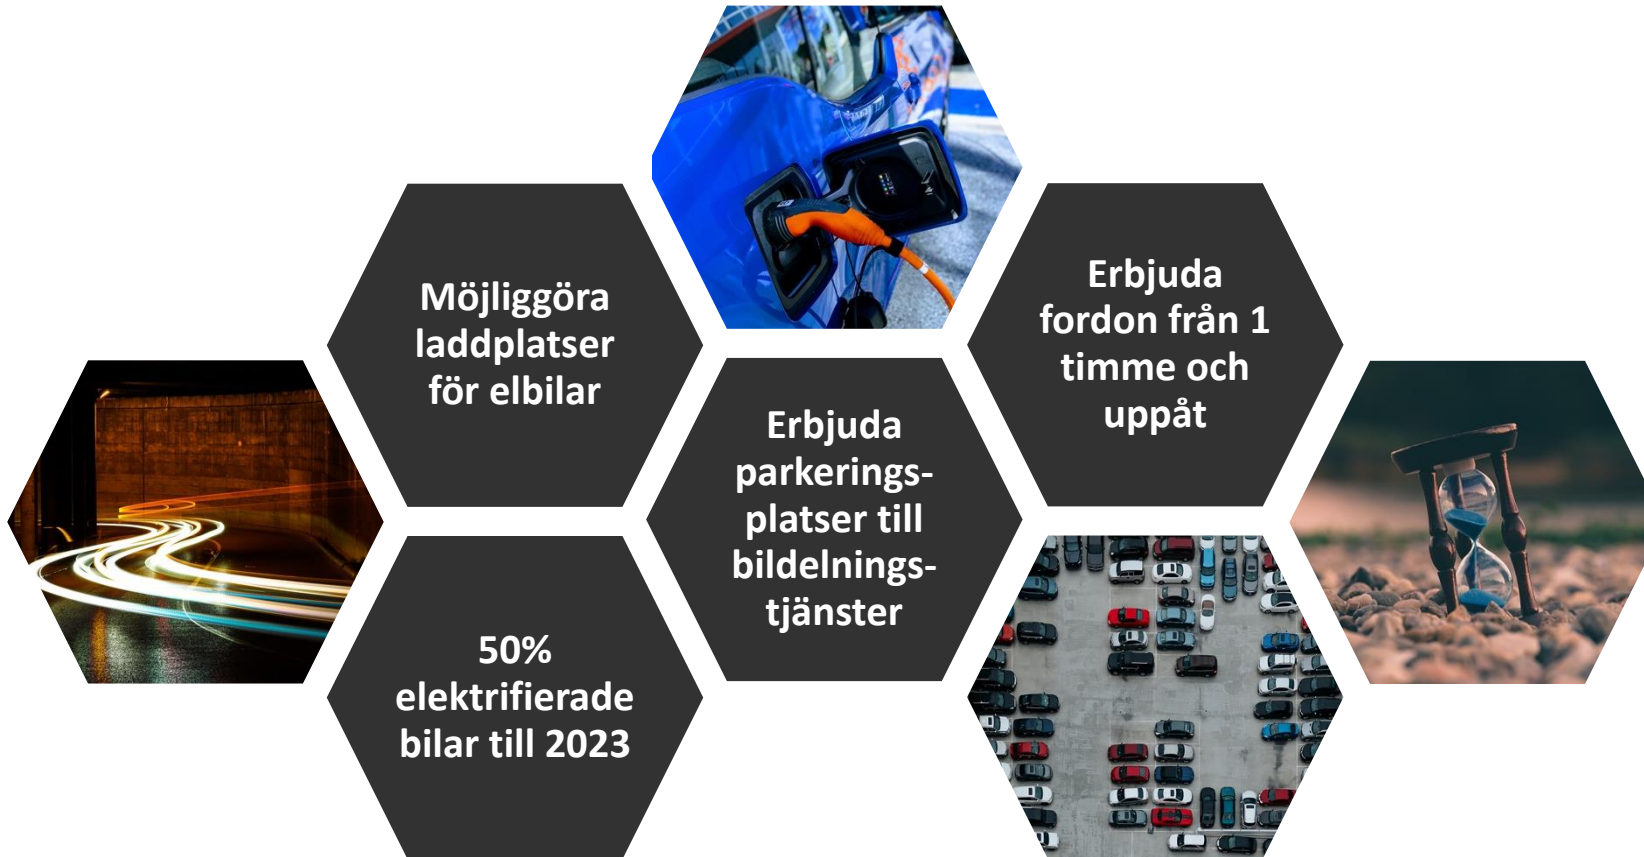 Möjliggöra
laddplatser
för elbilar
50%
elektrifierade
bilar till 2023
Erbjuda
parkerings-
platser till
bildelnings-
tjänster
Erbjuda
fordon från 1
timme och
uppåt